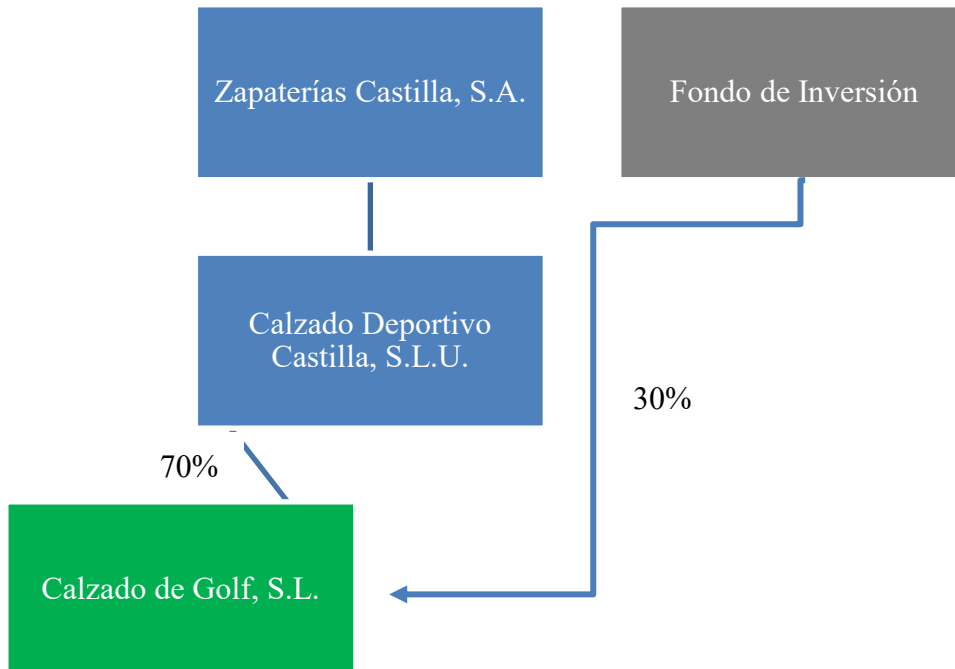 Zapaterías Castilla, S.A.
Fondo de Inversión
Calzado Deportivo
Castilla, S.L.U.
30%
70%
Calzado de Golf, S.L.